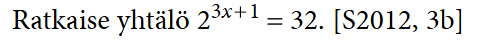 Ratkaise yhtälö 2^{3x+1} = 32. [S2012, 3b]